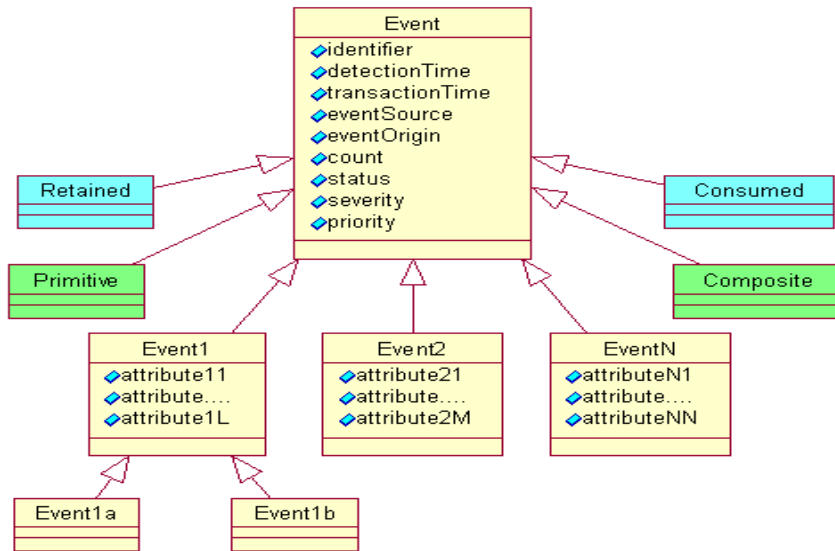 Event
identifier
detectionTime
transactionTime
eventSource
eventOrigin
count
status
severity
priority
Retained
Consumed
Primitive
Composite
Event1
attribute11
attribute....
attribute1L
Event2
attribute21
attribute....
attribute2M
EventN
attributeN1
attribute....
attributeNN
Event1a
Event1b